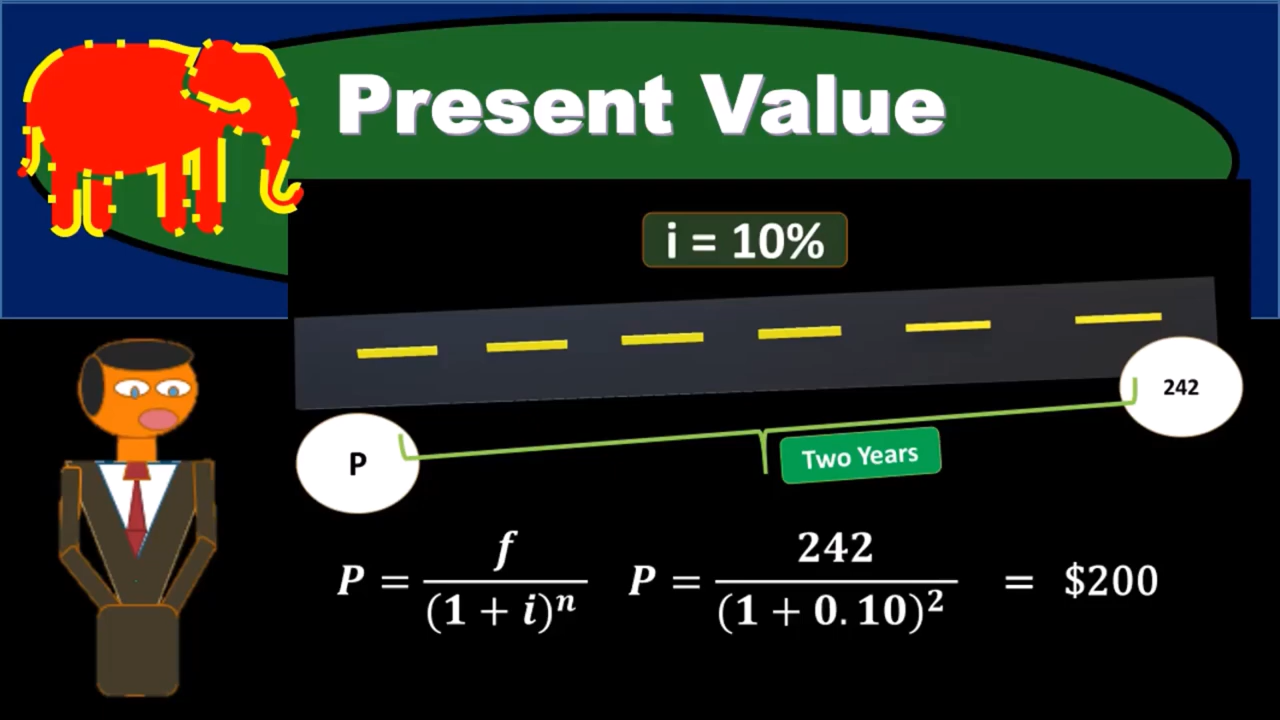 Present Value
i = 10%
242
P
Two Years
P = f / (1 + i)^n    P = 242 / (1 + 0.10)^2 = $200